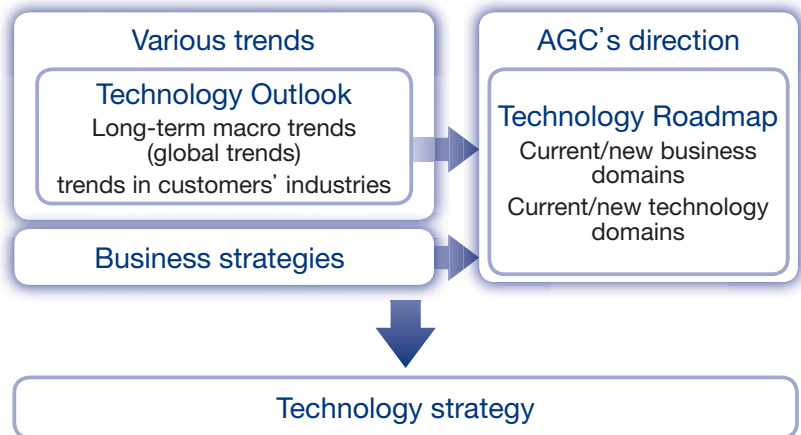 Various trends
Technology Outlook
Long-term macro trends
(global trends)
trends in customers' industries
Business strategies
AGC's direction
Technology Roadmap
Current/new business
domains
Current/new technology
domains
Technology strategy